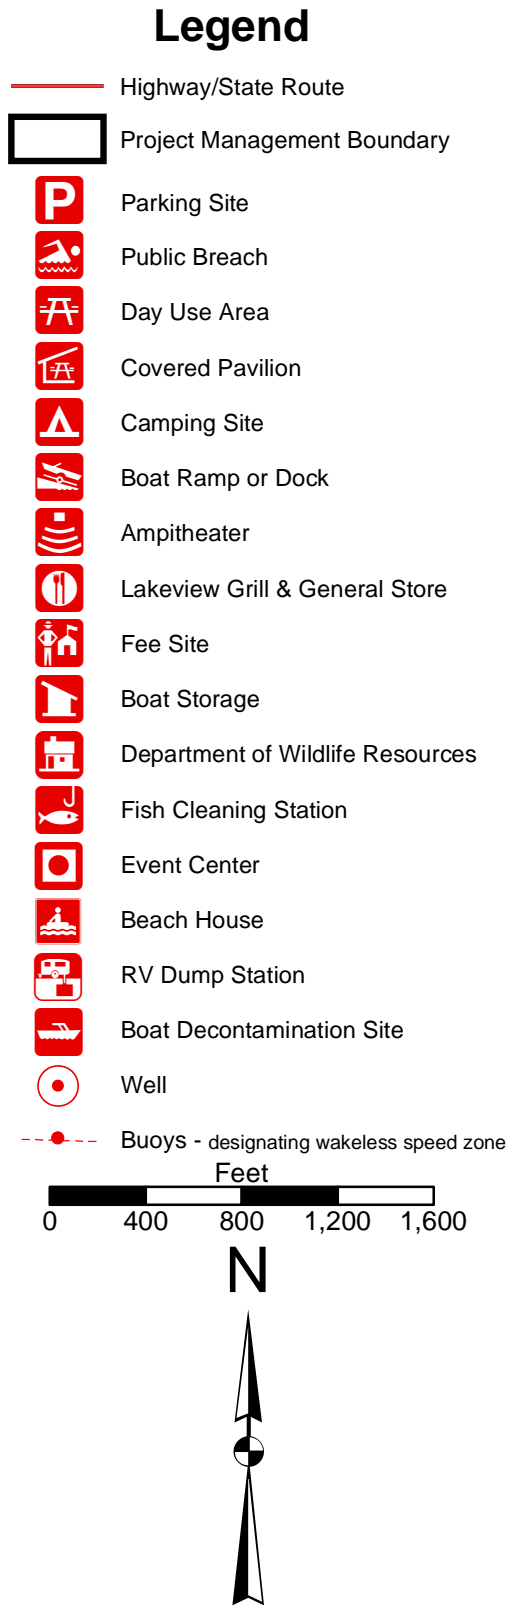 Legend
Highway/State Route
Project Management Boundary
P
Parking Site
Public Breach
Day Use Area
Covered Pavilion
Camping Site
Boat Ramp or Dock
Ampitheater
Lakeview Grill & General Store
Fee Site
Boat Storage
Department of Wildlife Resources
Fish Cleaning Station
Event Center
Beach House
RV Dump Station
Boat Decontamination Site
Well
Buoys - designating wakeless speed zone
Feet
0 400 800 1,200 1,600
N